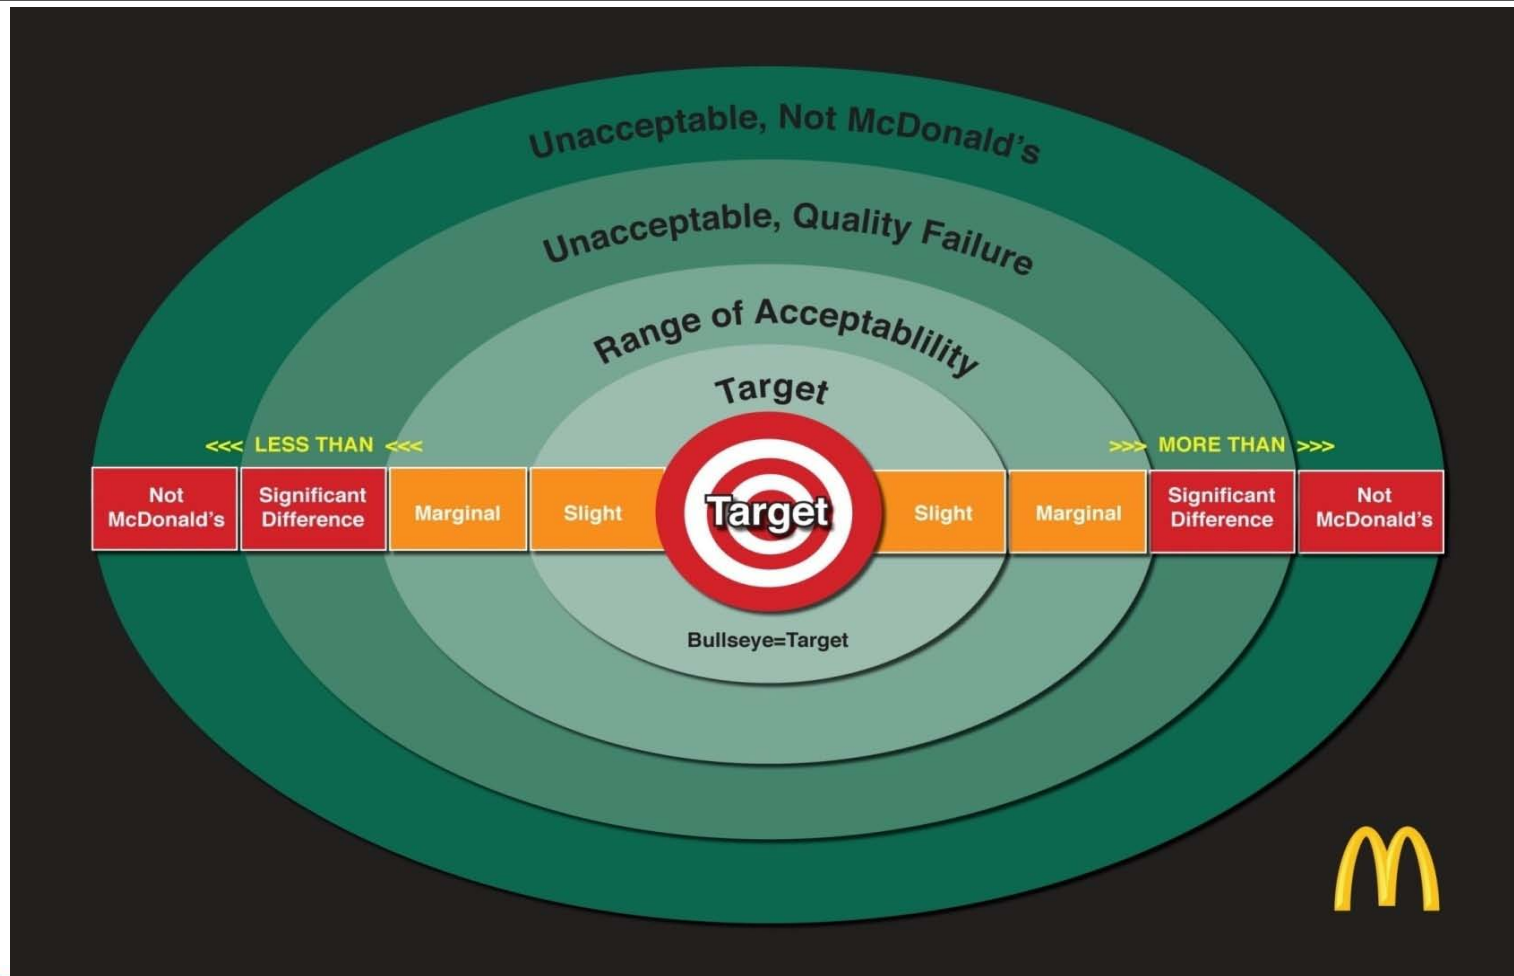 Unacceptable, Not McDonald's
Unacceptable, Quality Failure
Range of Acceptablility
Target
<<< LESS THAN <<<
>>> MORE THAN >>>
Not
McDonald's
Significant
Difference
Marginal
Slight
Target
Slight
Marginal
Significant
Difference
Not
McDonald's
Bullseye=Target